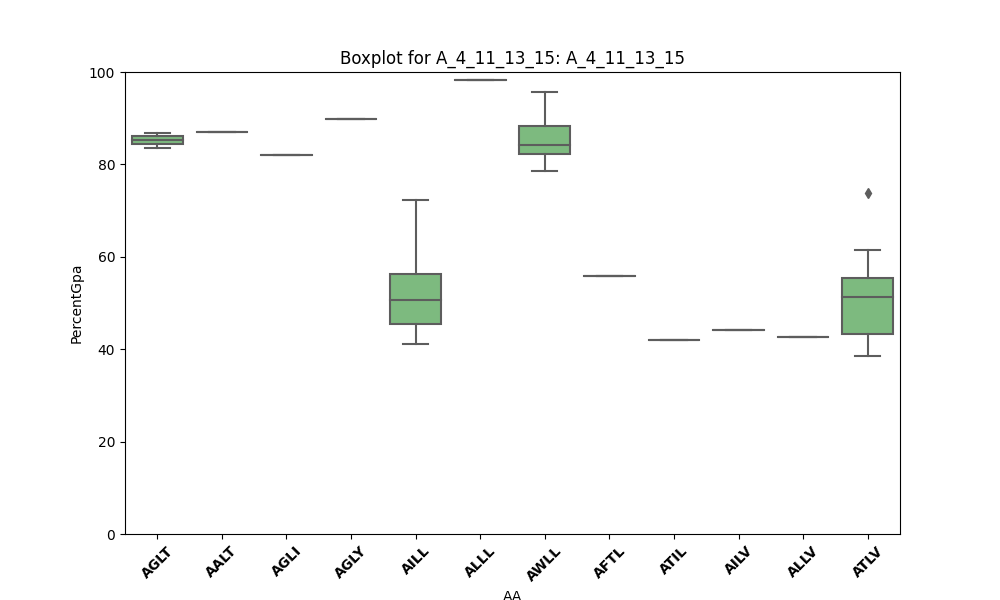 Boxplot for A_4_11_13_15: A_4_11_13_15
100
80
60
40
20
0
PercentGpa
AGLT AALT AGLI AGLY AILL ALLL AWLL AFTL ATIL AILV ALLV ATLV
AA